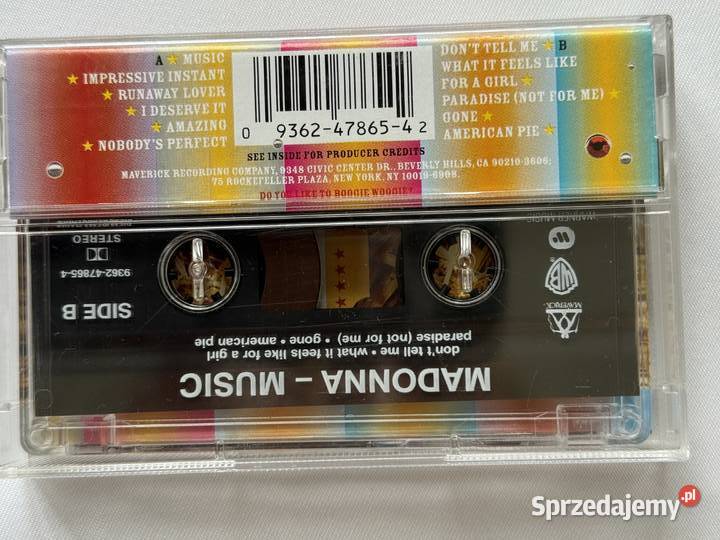 A ★ MUSIC
★ IMPRESSIVE INSTANT
★ RUNAWAY LOVER
★ I DESERVE IT
★ AMAZING
★ NOBODY'S PERFECT
0 9362-47865-4 2
DON'T TELL ME ★ B
WHAT IT FEELS LIKE
FOR A GIRL ★
PARADISE (NOT FOR ME) ★
GONE ★
AMERICAN PIE ★
SEE INSIDE FOR PRODUCER CREDITS
MAVERICK RECORDING COMPANY, 9348 CIVIC CENTER DR., BEVERLY HILLS, CA 90210-3606;
75 ROCKEFELLER PLAZA, NEW YORK, NY 10019-6908.
DO YOU LIKE TO BOOGIE WOOGIE?
MADONNA – MUSIC
don't tell me • what it feels like for a girl
paradise (not for me) • gone • american pie
SIDE B
9362-47865-4
STEREO
MAVERICK
WB
WARNER MUSIC
Sprzedajemy.pl